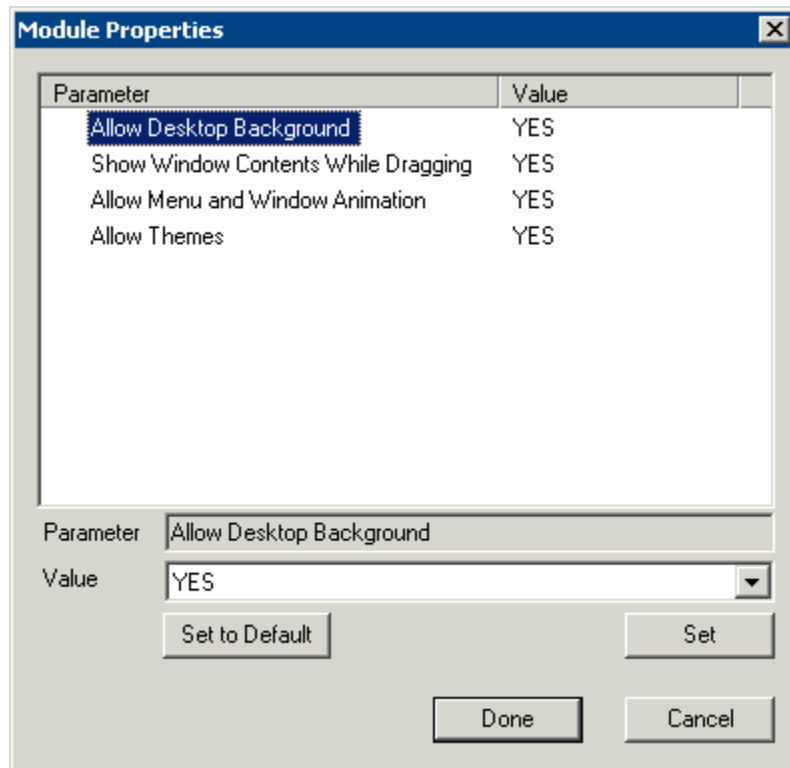 Module Properties
Parameter Value
Allow Desktop Background YES
Show Window Contents While Dragging YES
Allow Menu and Window Animation YES
Allow Themes YES
Parameter Allow Desktop Background
Value YES
Set to Default Set
Done Cancel